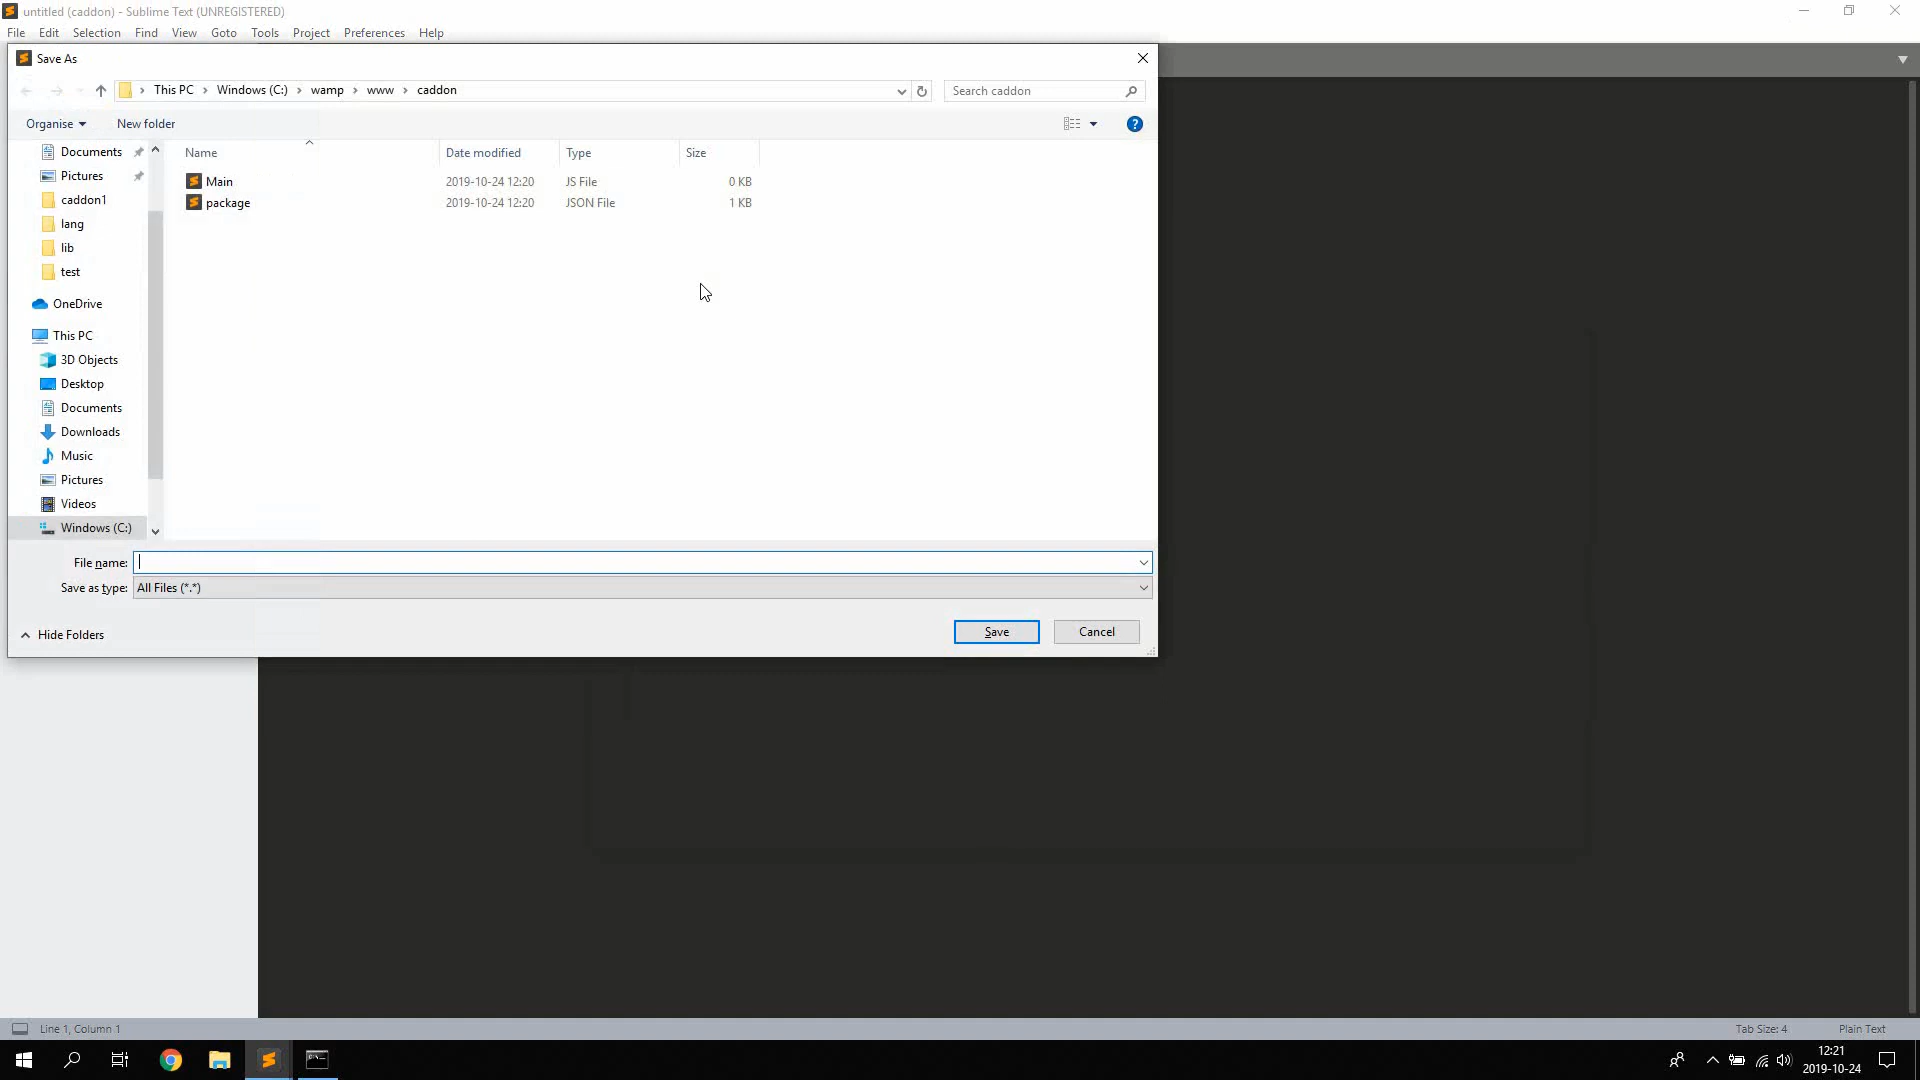 untitled (caddon) - Sublime Text (UNREGISTERED)
File Edit Selection Find View Goto Tools Project Preferences Help
Save As
This PC Windows (C:) wamp www caddon
Search caddon
Organise New folder
?
Name Date modified Type Size
Main 2019-10-24 12:20 JS File 0 KB
package 2019-10-24 12:20 JSON File 1 KB
Documents
Pictures
caddon1
lang
lib
test
OneDrive
This PC
3D Objects
Desktop
Documents
Downloads
Music
Pictures
Videos
Windows (C:)
File name:
Save as type: All Files (*.*)
Hide Folders
Save
Cancel
Line 1, Column 1
Tab Size: 4
Plain Text
12:21
2019-10-24